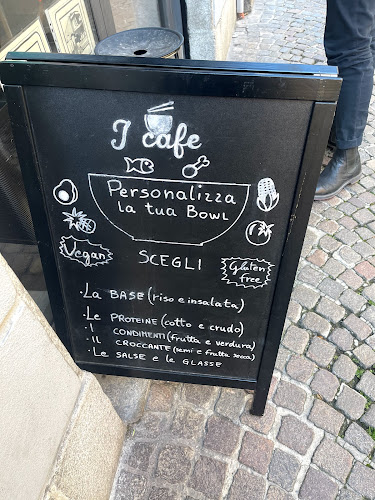 I cafe
Personalizza
la tua Bowl
Vegan
SCEGLI
Gluten
free
· La BASE (riso e insalata)
· Le PROTEINE (cotto e crudo)
· I CONDIMENTI (frutta e verdura)
· Il CROCCANTE (semi e frutta secca)
· Le SALSE e le GLASSE